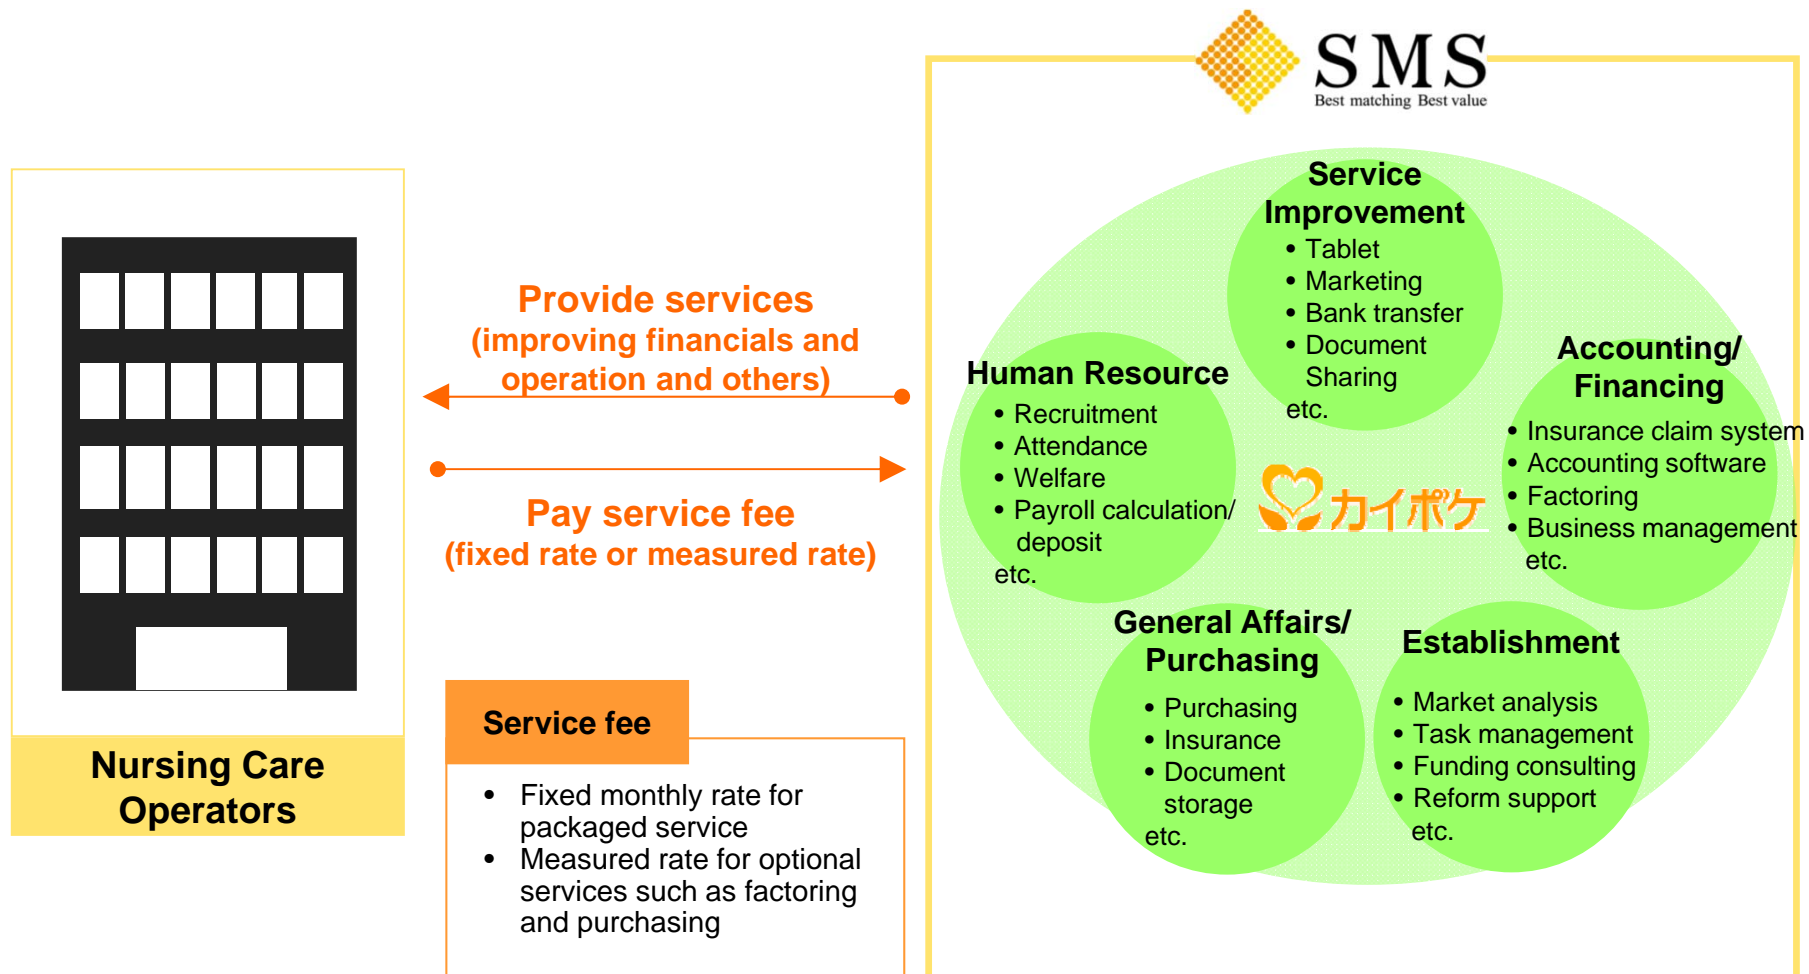 SMS
Best matching Best value
Nursing Care
Operators
Provide services
(improving financials and
operation and others)
Pay service fee
(fixed rate or measured rate)
Service fee
• Fixed monthly rate for
packaged service
• Measured rate for optional
services such as factoring
and purchasing
Service
Improvement
• Tablet
• Marketing
• Bank transfer
• Document
Sharing
etc.
Human Resource
• Recruitment
• Attendance
• Welfare
• Payroll calculation/
deposit
etc.
カイポケ
Accounting/
Financing
• Insurance claim system
• Accounting software
• Factoring
• Business management
etc.
General Affairs/
Purchasing
• Purchasing
• Insurance
• Document
storage
etc.
Establishment
• Market analysis
• Task management
• Funding consulting
• Reform support
etc.